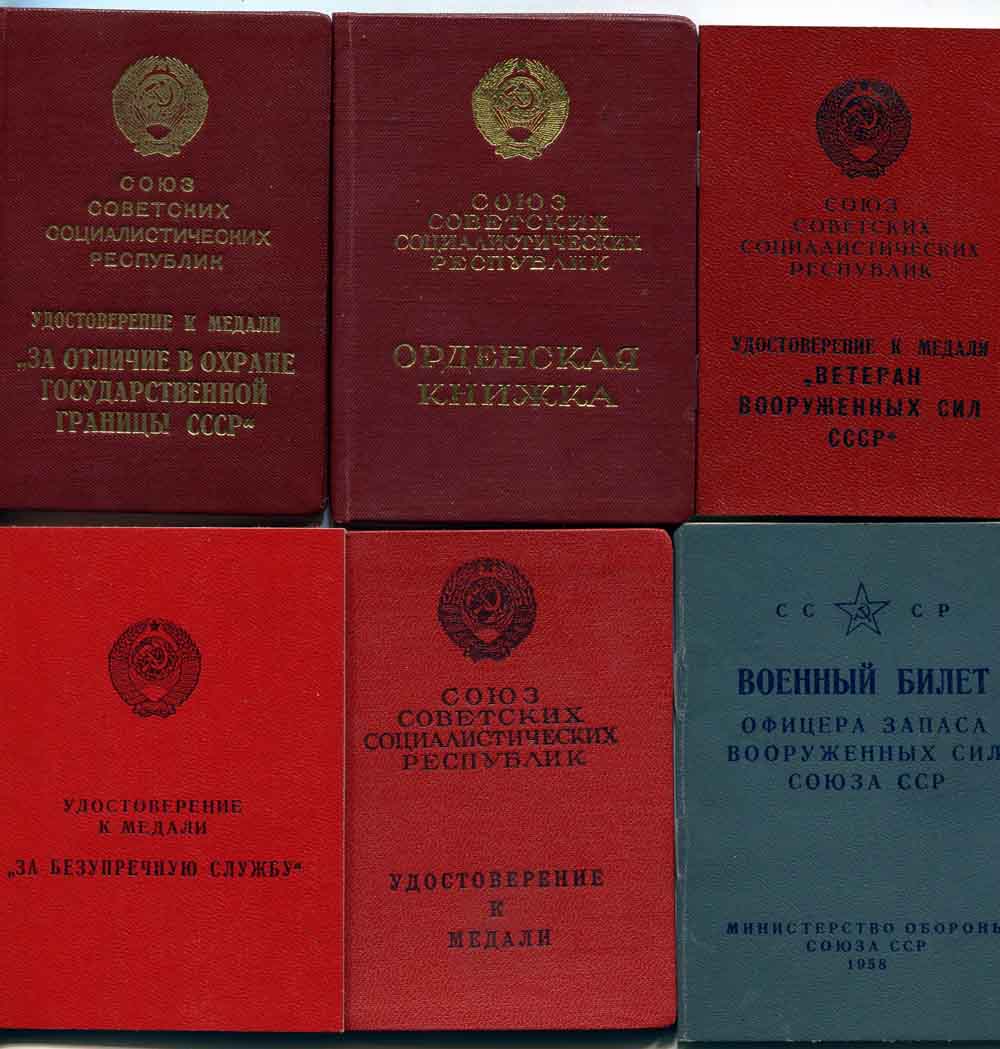 СОЮЗ
СОВЕТСКИХ
СОЦИАЛИСТИЧЕСКИХ
РЕСПУБЛИК
УДОСТОВЕРЕНИЕ К МЕДАЛИ
„ЗА ОТЛИЧИЕ В ОХРАНЕ
ГОСУДАРСТВЕННОЙ
ГРАНИЦЫ СССР“
СОЮЗ
СОВЕТСКИХ
СОЦИАЛИСТИЧЕСКИХ
РЕСПУБЛИК
ОРДЕНСКАЯ
КНИЖКА
СОЮЗ
СОВЕТСКИХ
СОЦИАЛИСТИЧЕСКИХ
РЕСПУБЛИК
УДОСТОВЕРЕНИЕ К МЕДАЛИ
„ВЕТЕРАН
ВООРУЖЕННЫХ СИЛ
СССР“
УДОСТОВЕРЕНИЕ
К МЕДАЛИ
„ЗА БЕЗУПРЕЧНУЮ СЛУЖБУ“
СОЮЗ
СОВЕТСКИХ
СОЦИАЛИСТИЧЕСКИХ
РЕСПУБЛИК
УДОСТОВЕРЕНИЕ
К
МЕДАЛИ
СС СР
ВОЕННЫЙ БИЛЕТ
ОФИЦЕРА ЗАПАСА
ВООРУЖЕННЫХ СИЛ
СОЮЗА ССР
МИНИСТЕРСТВО ОБОРОНЫ
СОЮЗА ССР
1958